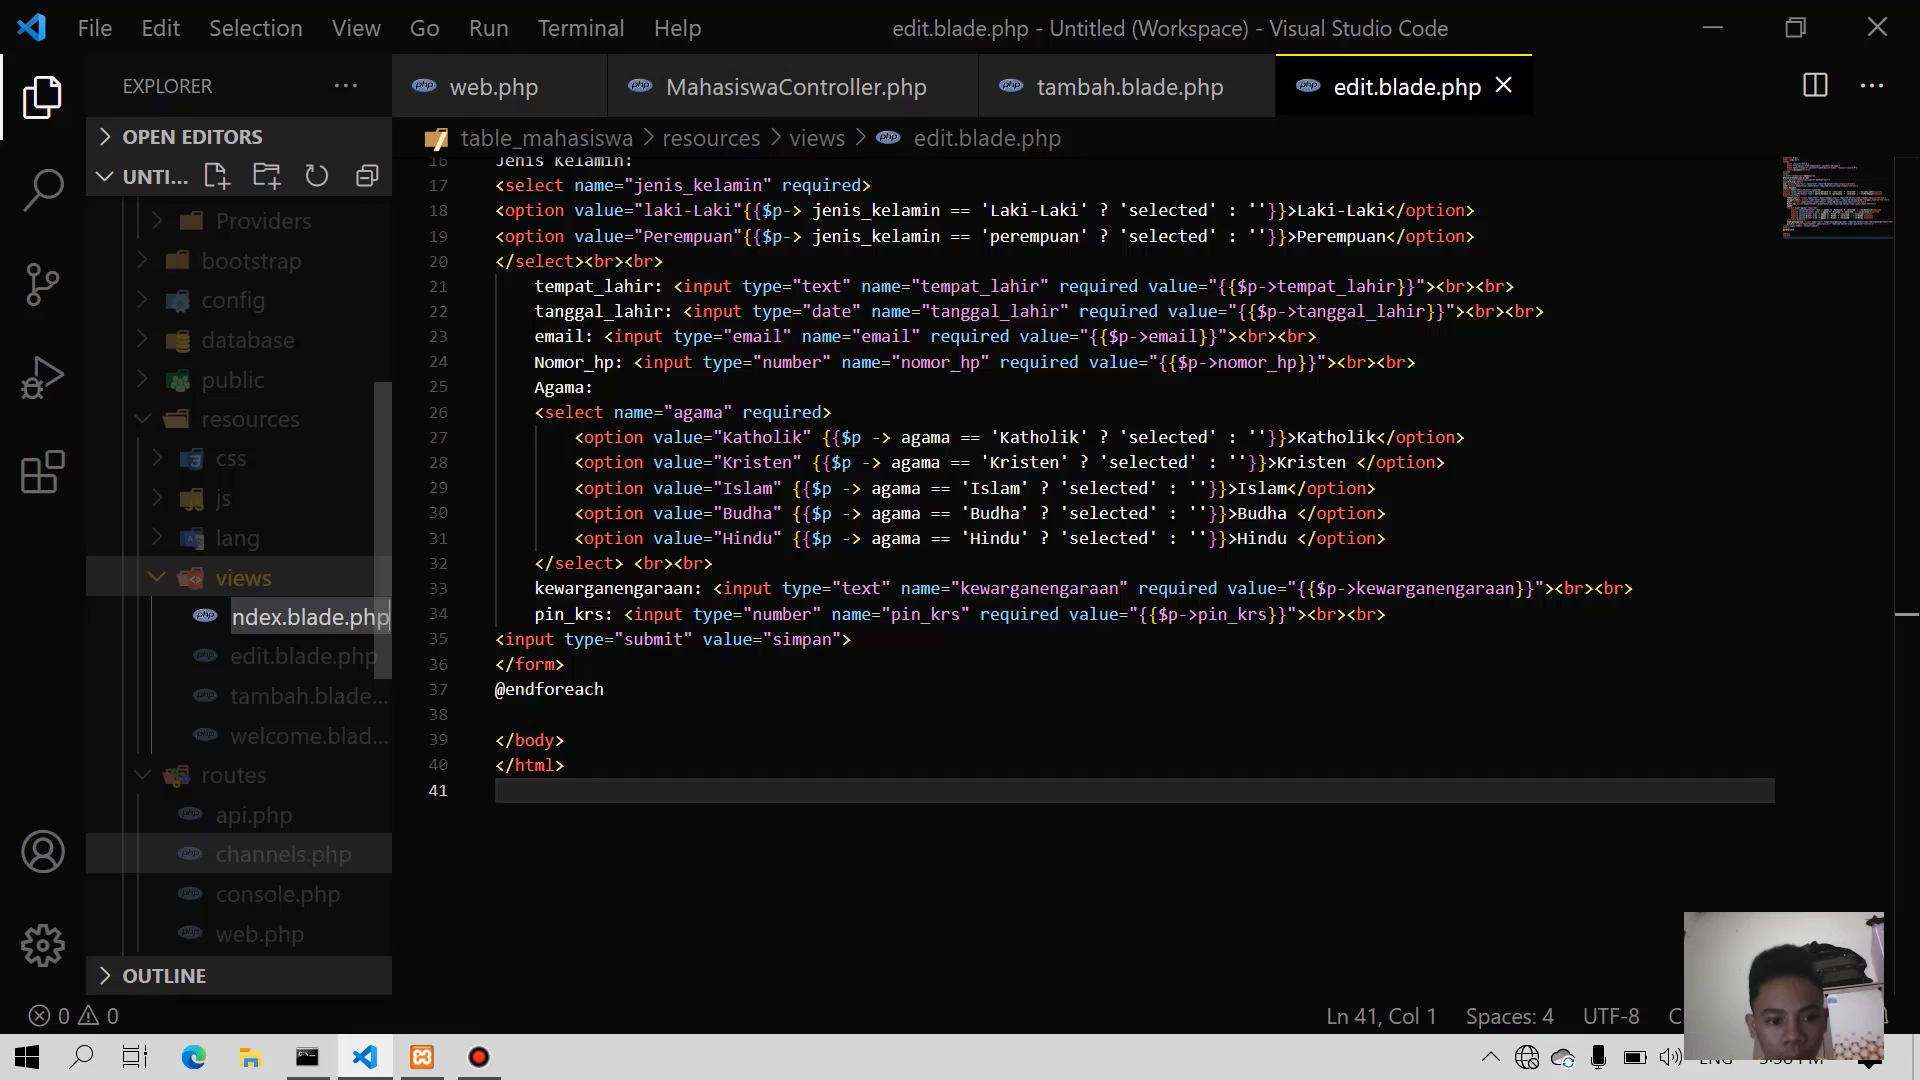 File Edit Selection View Go Run Terminal Help
edit.blade.php - Untitled (Workspace) - Visual Studio Code
EXPLORER
web.php
MahasiswaController.php
tambah.blade.php
edit.blade.php
OPEN EDITORS
UNTI...
Providers
bootstrap
config
database
public
resources
css
js
lang
views
ndex.blade.php
edit.blade.php
tambah.blade...
welcome.blad...
routes
api.php
channels.php
console.php
web.php
OUTLINE
table_mahasiswa > resources > views > edit.blade.php
16 Jenis Kelamin:
17 <select name="jenis_kelamin" required>
18 <option value="laki-Laki"{{$p-> jenis_kelamin == 'Laki-Laki' ? 'selected' : ''}}>Laki-Laki</option>
19 <option value="Perempuan"{{$p-> jenis_kelamin == 'perempuan' ? 'selected' : ''}}>Perempuan</option>
20 </select><br><br>
21 tempat_lahir: <input type="text" name="tempat_lahir" required value="{{$p->tempat_lahir}}"><br><br>
22 tanggal_lahir: <input type="date" name="tanggal_lahir" required value="{{$p->tanggal_lahir}}"><br><br>
23 email: <input type="email" name="email" required value="{{$p->email}}"><br><br>
24 Nomor_hp: <input type="number" name="nomor_hp" required value="{{$p->nomor_hp}}"><br><br>
25 Agama:
26 <select name="agama" required>
27 <option value="Katholik" {{$p -> agama == 'Katholik' ? 'selected' : ''}}>Katholik</option>
28 <option value="Kristen" {{$p -> agama == 'Kristen' ? 'selected' : ''}}>Kristen </option>
29 <option value="Islam" {{$p -> agama == 'Islam' ? 'selected' : ''}}>Islam</option>
30 <option value="Budha" {{$p -> agama == 'Budha' ? 'selected' : ''}}>Budha </option>
31 <option value="Hindu" {{$p -> agama == 'Hindu' ? 'selected' : ''}}>Hindu </option>
32 </select> <br><br>
33 kewarganengaraan: <input type="text" name="kewarganengaraan" required value="{{$p->kewarganengaraan}}"><br><br>
34 pin_krs: <input type="number" name="pin_krs" required value="{{$p->pin_krs}}"><br><br>
35 <input type="submit" value="simpan">
36 </form>
37 @endforeach
38
39 </body>
40 </html>
41
0 0
Ln 41, Col 1 Spaces: 4 UTF-8 C